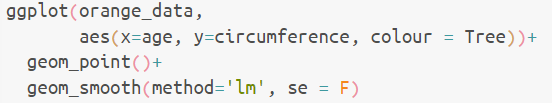 ggplot(orange_data,
       aes(x=age, y=circumference, colour = Tree))+
  geom_point()+
  geom_smooth(method='lm', se = F)